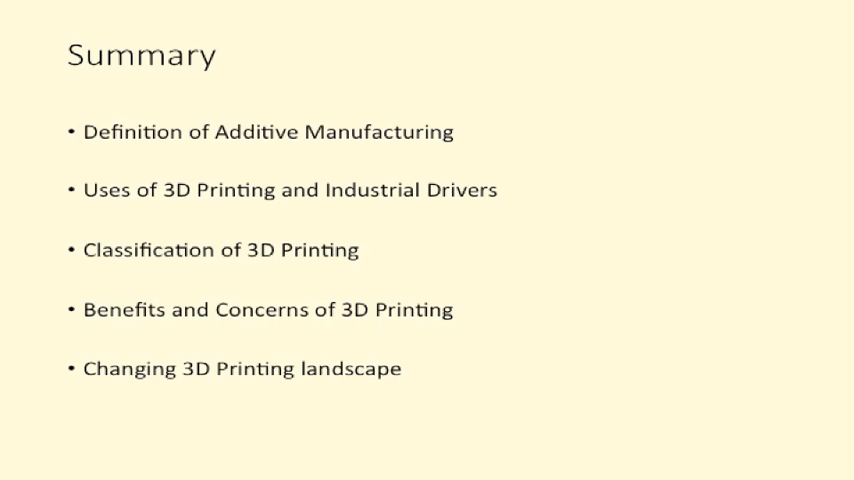 Summary
• Definition of Additive Manufacturing
• Uses of 3D Printing and Industrial Drivers
• Classification of 3D Printing
• Benefits and Concerns of 3D Printing
• Changing 3D Printing landscape